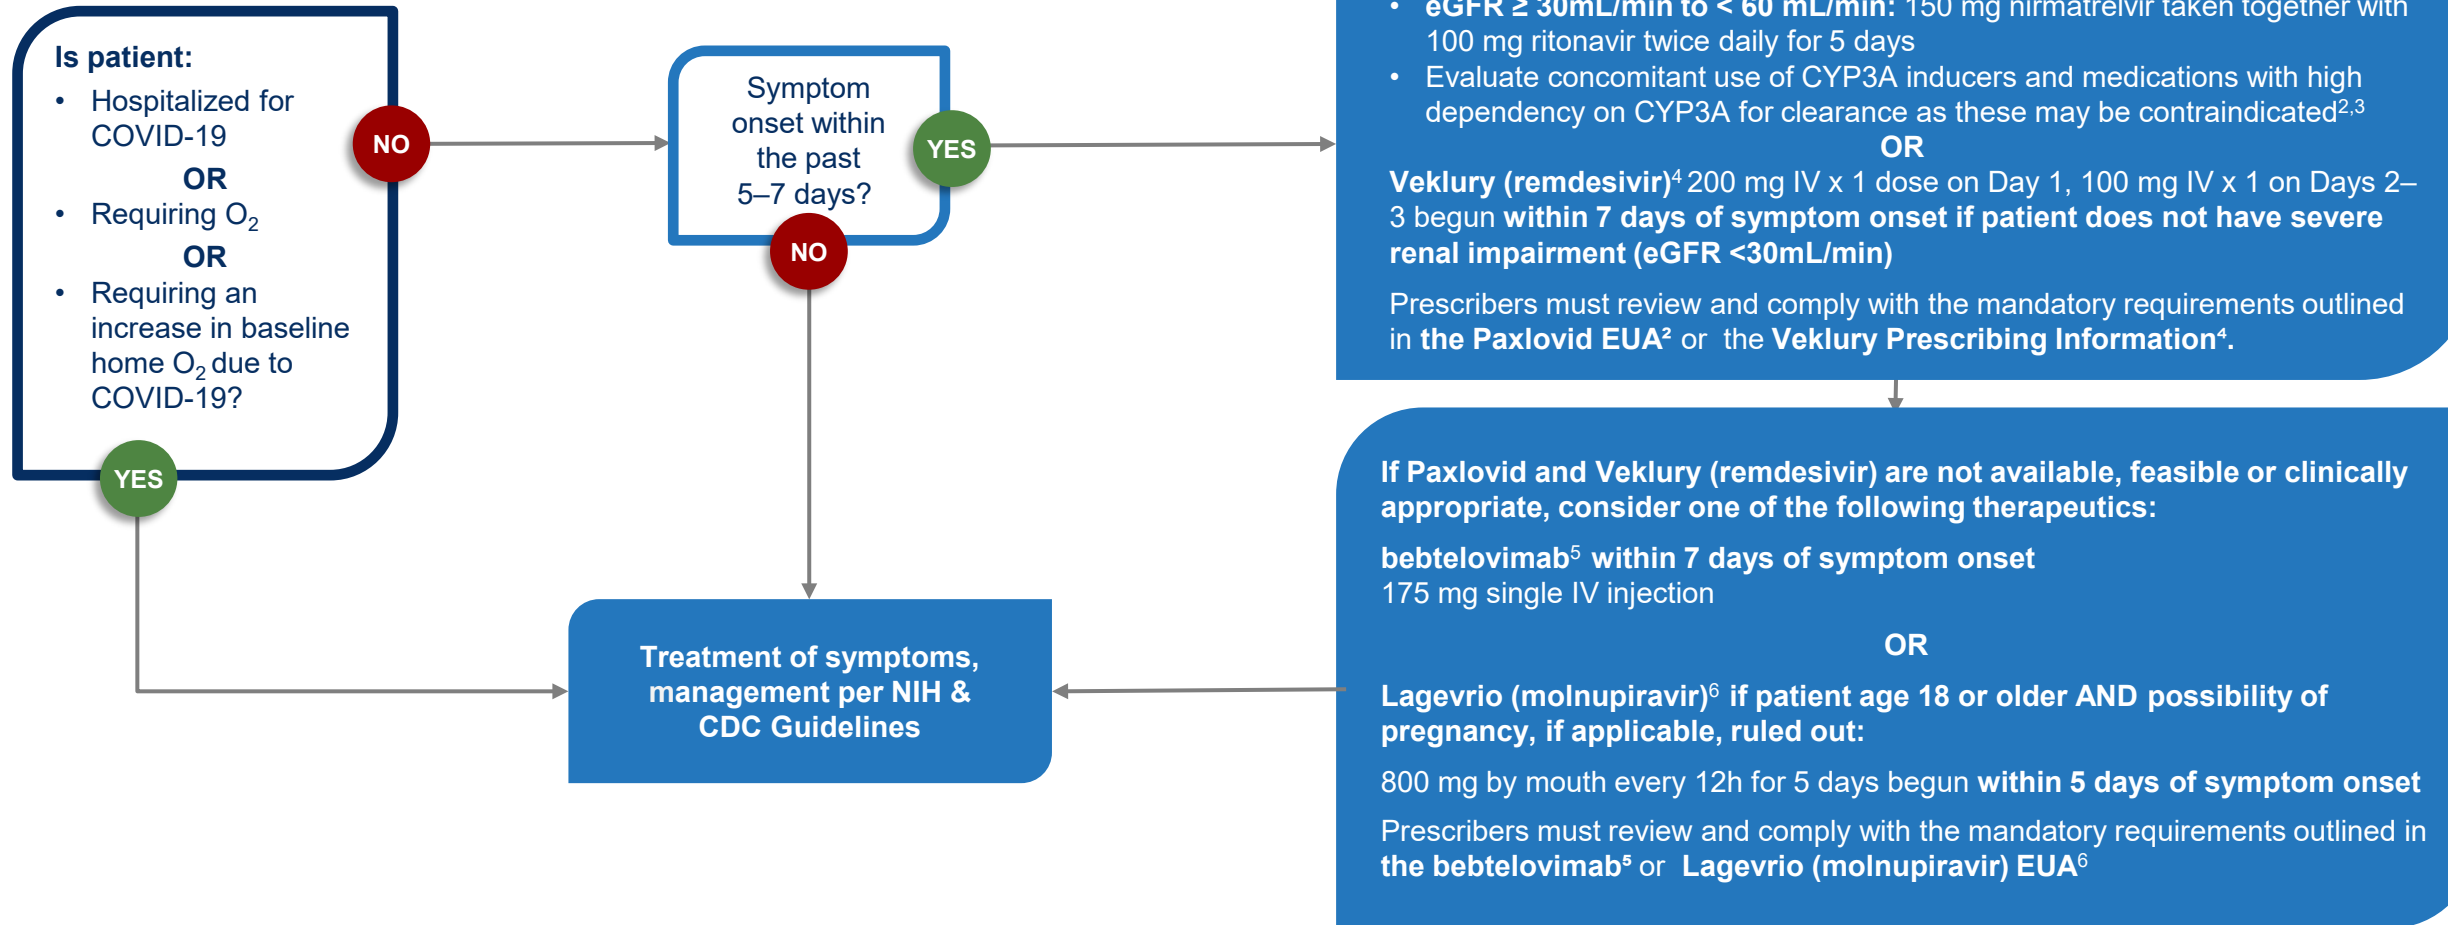 Is patient:
• Hospitalized for
COVID-19
OR
• Requiring O₂
OR
• Requiring an
increase in baseline
home O₂ due to
COVID-19?
NO
YES
Symptom
onset within
the past
5–7 days?
YES
NO
• eGFR ≥ 30mL/min to < 60 mL/min: 150 mg nirmatrelvir taken together with
100 mg ritonavir twice daily for 5 days
• Evaluate concomitant use of CYP3A inducers and medications with high
dependency on CYP3A for clearance as these may be contraindicated²,³
OR
Veklury (remdesivir)⁴ 200 mg IV x 1 dose on Day 1, 100 mg IV x 1 on Days 2–
3 begun within 7 days of symptom onset if patient does not have severe
renal impairment (eGFR <30mL/min)
Prescribers must review and comply with the mandatory requirements outlined
in the Paxlovid EUA² or the Veklury Prescribing Information⁴.
If Paxlovid and Veklury (remdesivir) are not available, feasible or clinically
appropriate, consider one of the following therapeutics:
bebtelovimab⁵ within 7 days of symptom onset
175 mg single IV injection
OR
Lagevrio (molnupiravir)⁶ if patient age 18 or older AND possibility of
pregnancy, if applicable, ruled out:
800 mg by mouth every 12h for 5 days begun within 5 days of symptom onset
Prescribers must review and comply with the mandatory requirements outlined in
the bebtelovimab⁵ or Lagevrio (molnupiravir) EUA⁶
Treatment of symptoms,
management per NIH &
CDC Guidelines